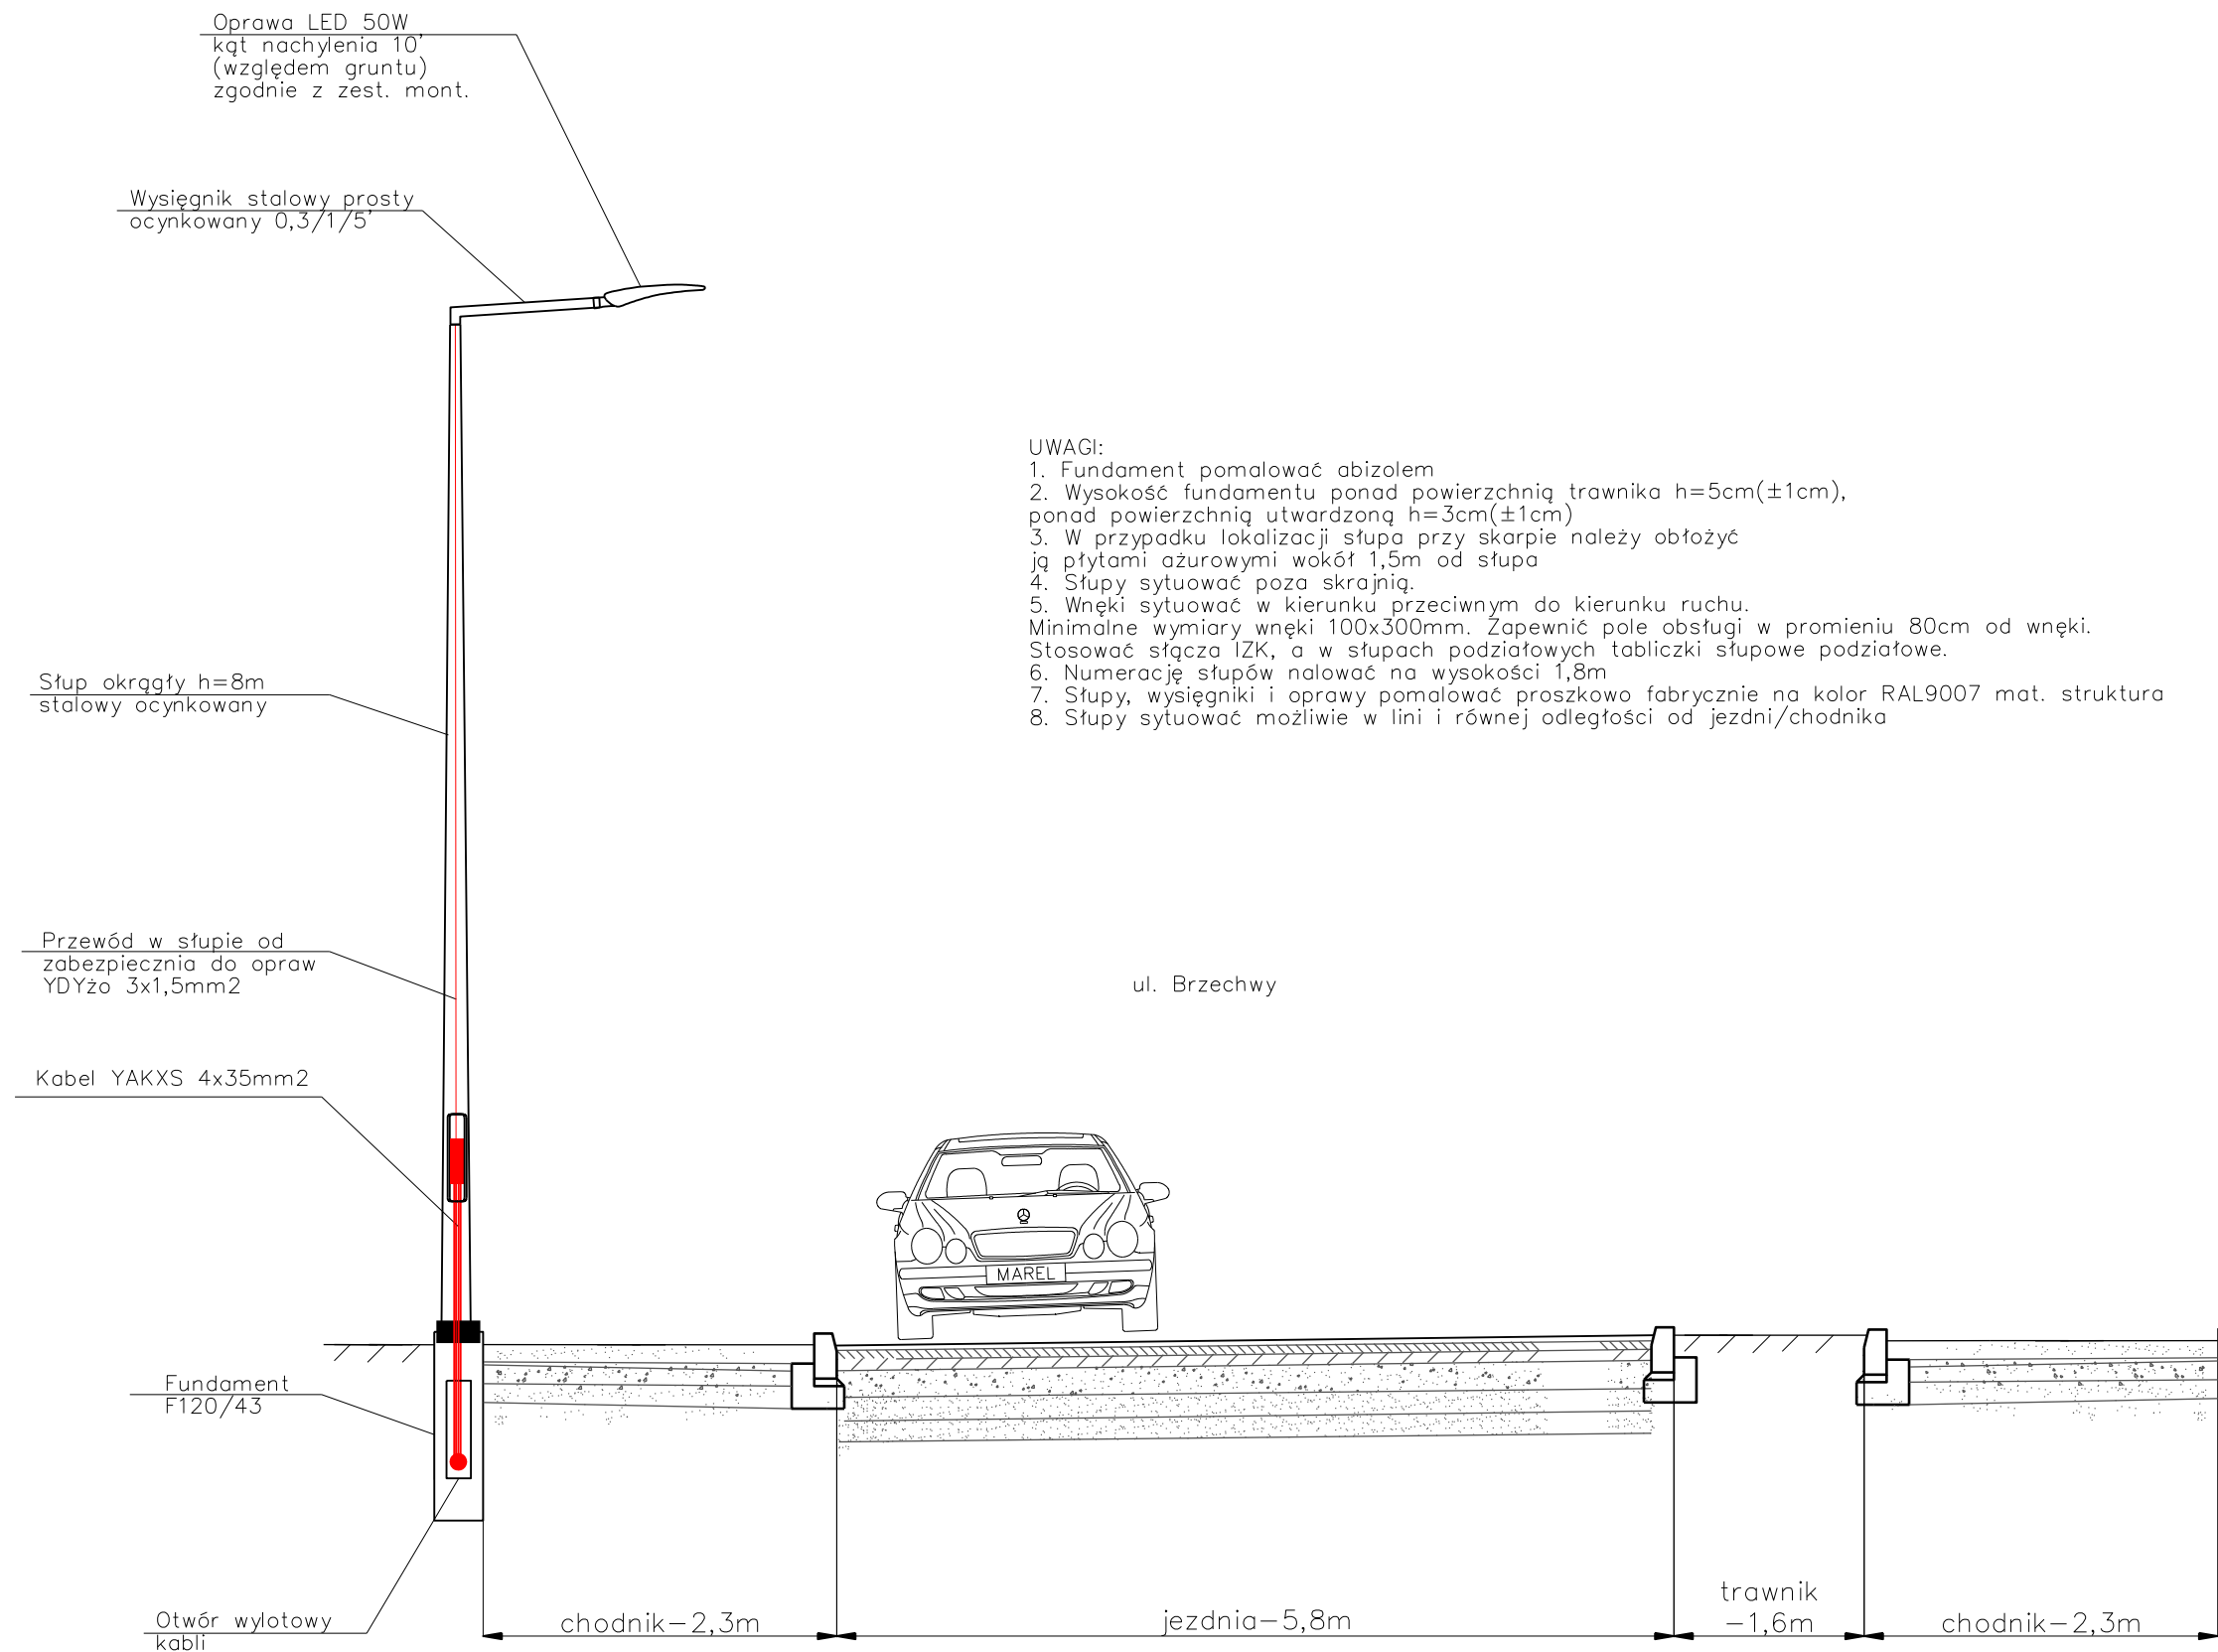 Oprawa LED 50W
kąt nachylenia 10°
(względem gruntu)
zgodnie z zest. mont.
Wysięgnik stalowy prosty
ocynkowany 0,3/1/5°
UWAGI:
1. Fundament pomalować abizolem
2. Wysokość fundamentu ponad powierzchnią trawnika h=5cm(±1cm),
ponad powierzchnią utwardzoną h=3cm(±1cm)
3. W przypadku lokalizacji słupa przy skarpie należy obłożyć
ją płytami ażurowymi wokół 1,5m od słupa
4. Słupy sytuować poza skrajnią.
5. Wnęki sytuować w kierunku przeciwnym do kierunku ruchu.
Minimalne wymiary wnęki 100x300mm. Zapewnić pole obsługi w promieniu 80cm od wnęki.
Stosować słącza IZK, a w słupach podziałowych tabliczki słupowe podziałowe.
6. Numerację słupów nalować na wysokości 1,8m
7. Słupy, wysięgniki i oprawy pomalować proszkowo fabrycznie na kolor RAL9007 mat. struktura
8. Słupy sytuować możliwie w lini i równej odległości od jezdni/chodnika
Słup okrągły h=8m
stalowy ocynkowany
Przewód w słupie od
zabezpiecznia do opraw
YDYżo 3x1,5mm2
ul. Brzechwy
Kabel YAKXS 4x35mm2
MAREL
Fundament
F120/43
Otwór wylotowy
kabli
chodnik-2,3m
jezdnia-5,8m
trawnik
-1,6m
chodnik-2,3m